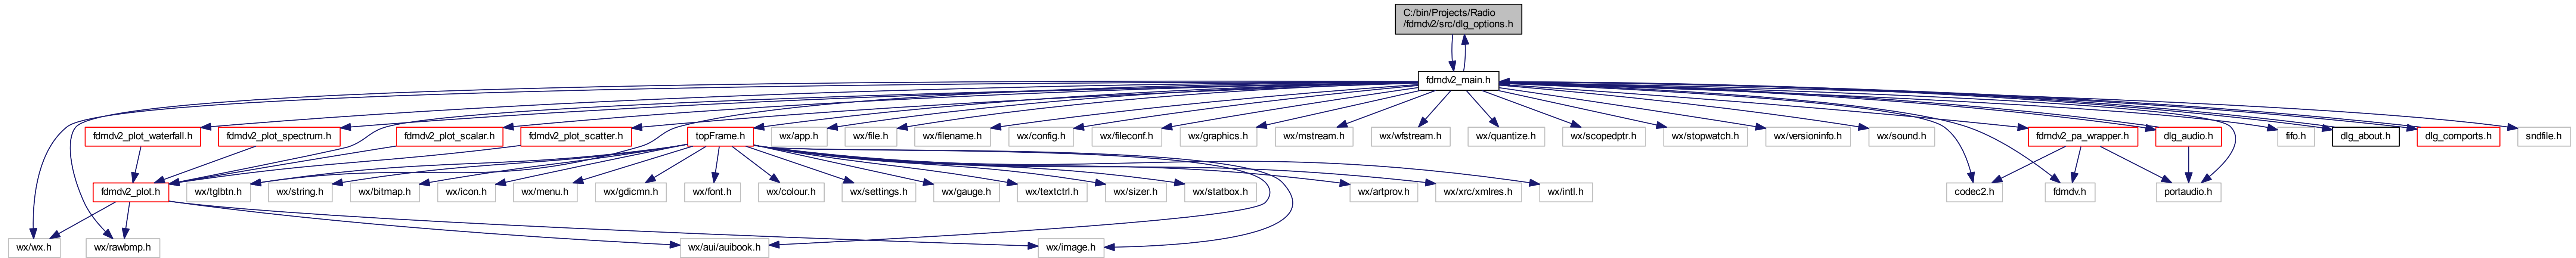 C:/bin/Projects/Radio
/fdmdv2/src/dlg_options.h
fdmdv2_main.h
fdmdv2_plot_waterfall.h
fdmdv2_plot_spectrum.h
fdmdv2_plot_scalar.h
fdmdv2_plot_scatter.h
topFrame.h
wx/app.h
wx/file.h
wx/filename.h
wx/config.h
wx/fileconf.h
wx/graphics.h
wx/mstream.h
wx/wfstream.h
wx/quantize.h
wx/scopedptr.h
wx/stopwatch.h
wx/versioninfo.h
wx/sound.h
fdmdv2_pa_wrapper.h
dlg_audio.h
fifo.h
dlg_about.h
dlg_comports.h
sndfile.h
fdmdv2_plot.h
wx/tglbtn.h
wx/string.h
wx/bitmap.h
wx/icon.h
wx/menu.h
wx/gdicmn.h
wx/font.h
wx/colour.h
wx/settings.h
wx/gauge.h
wx/textctrl.h
wx/sizer.h
wx/statbox.h
wx/artprov.h
wx/xrc/xmlres.h
wx/intl.h
codec2.h
fdmdv.h
portaudio.h
wx/wx.h
wx/rawbmp.h
wx/aui/auibook.h
wx/image.h